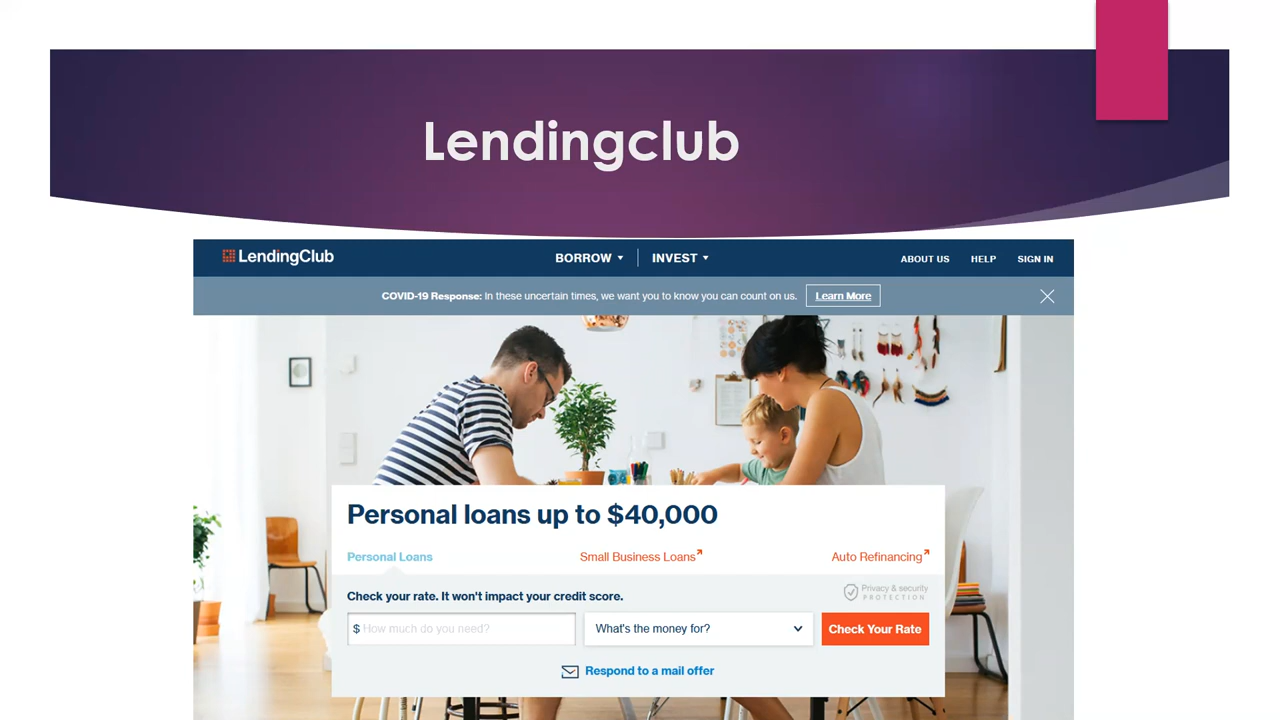 Lendingclub
LendingClub
BORROW INVEST
ABOUT US HELP SIGN IN
COVID-19 Response: In these uncertain times, we want you to know you can count on us. Learn More
Personal loans up to $40,000
Personal Loans Small Business Loans Auto Refinancing
Privacy & security
PROTECTION
Check your rate. It won't impact your credit score.
$ How much do you need? What's the money for? Check Your Rate
Respond to a mail offer